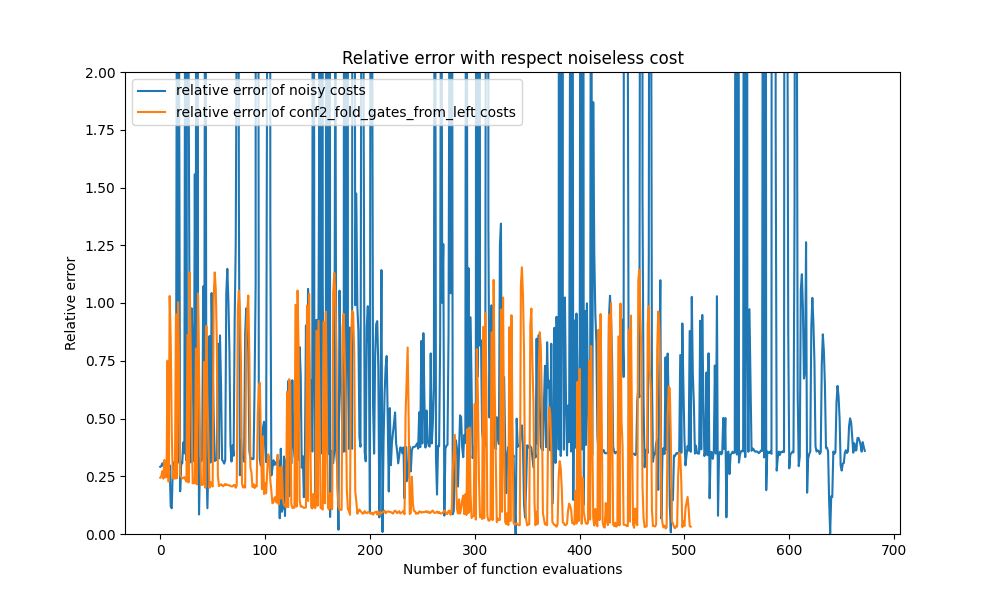 Relative error with respect noiseless cost
relative error of noisy costs
relative error of conf2_fold_gates_from_left costs
2.00
1.75
1.50
1.25
1.00
0.75
0.50
0.25
0.00
Relative error
0 100 200 300 400 500 600 700
Number of function evaluations